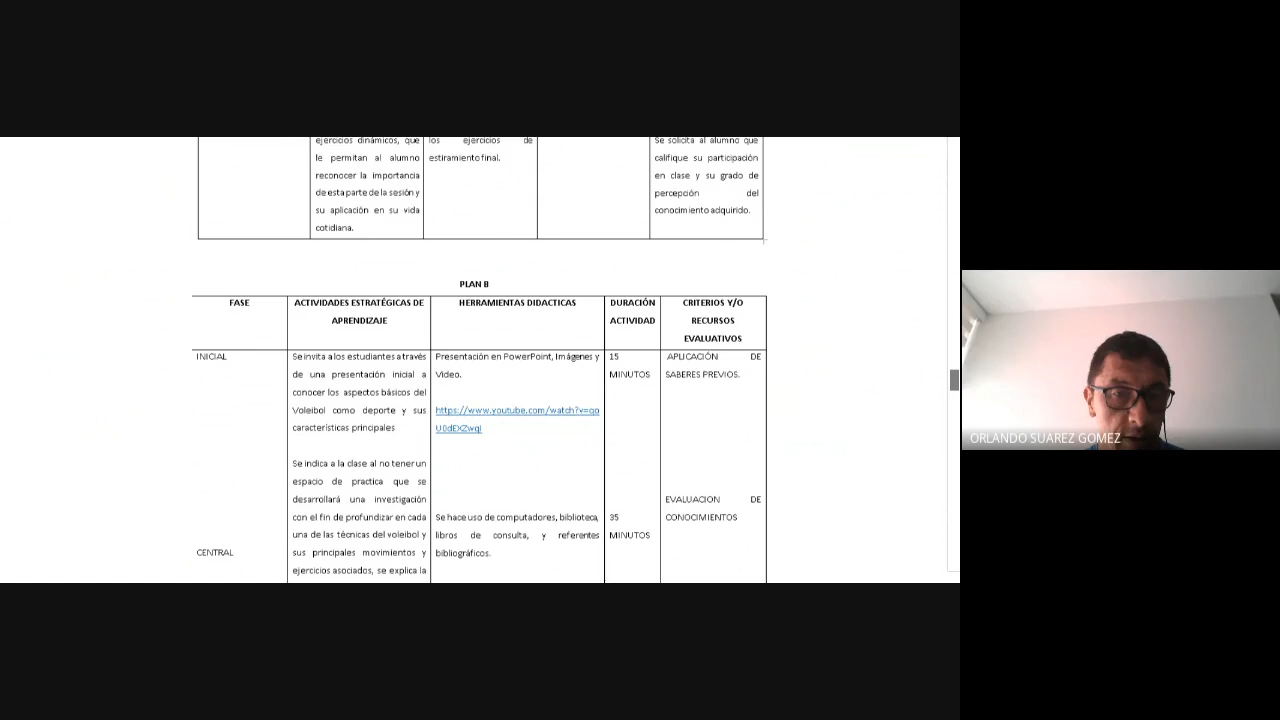 ejercicios dinámicos, que
le permitan al alumno
reconocer la importancia
de esta parte de la sesión y
su aplicación en su vida
cotidiana.
los ejercicios de
estiramiento final.
Se solicita al alumno que
califique su participación
en clase y su grado de
percepción del
conocimiento adquirido.
PLAN B
FASE
ACTIVIDADES ESTRATÉGICAS DE
APRENDIZAJE
HERRAMIENTAS DIDACTICAS
DURACIÓN
ACTIVIDAD
CRITERIOS Y/O
RECURSOS
EVALUATIVOS
INICIAL
Se invita a los estudiantes a través
de una presentación inicial a
conocer los aspectos básicos del
Voleibol como deporte y sus
características principales
Presentación en PowerPoint, Imágenes y
Video.
https://www.youtube.com/watch?v=qo
U0dEXZwqI
15
MINUTOS
APLICACIÓN DE
SABERES PREVIOS.
CENTRAL
Se indica a la clase al no tener un
espacio de practica que se
desarrollará una investigación
con el fin de profundizar en cada
una de las técnicas del voleibol y
sus principales movimientos y
ejercicios asociados, se explica la
Se hace uso de computadores, biblioteca,
libros de consulta, y referentes
bibliográficos.
35
MINUTOS
EVALUACION DE
CONOCIMIENTOS
ORLANDO SUAREZ GOMEZ